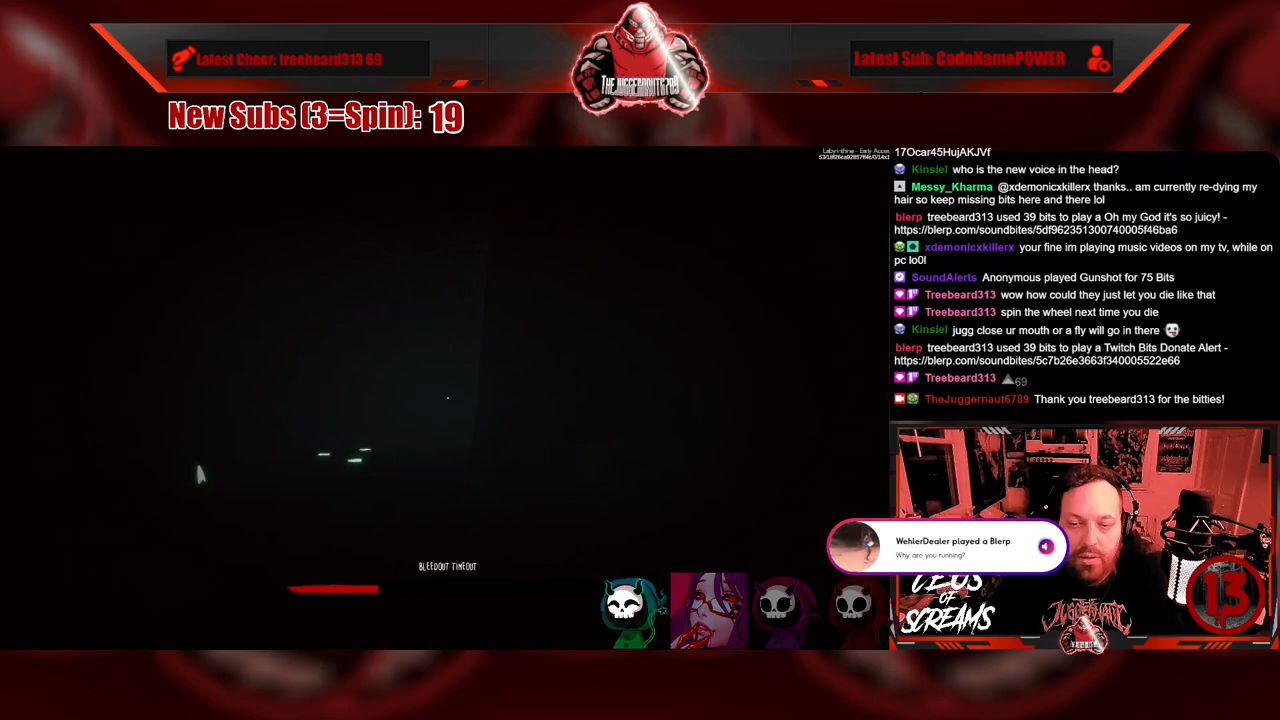 Latest Cheer: treebeard313 69
THEJUGGERNAUT6789
Latest Sub: CodeNamePOWER
New Subs (3=Spin): 19
Labyrinthine - Early Acces
17Ocar45HujAKJVf
Kinsiel who is the new voice in the head?
Messy_Kharma @xdemonicxkillerx thanks.. am currently re-dying my
hair so keep missing bits here and there lol
blerp treebeard313 used 39 bits to play a Oh my God it's so juicy! -
https://blerp.com/soundbites/5df962351300740005f46ba6
xdemonicxkillerx your fine im playing music videos on my tv, while on
pc lo0l
SoundAlerts Anonymous played Gunshot for 75 Bits
Treebeard313 wow how could they just let you die like that
Treebeard313 spin the wheel next time you die
Kinsiel jugg close ur mouth or a fly will go in there
blerp treebeard313 used 39 bits to play a Twitch Bits Donate Alert -
https://blerp.com/soundbites/5c7b26e3663f340005522e66
Treebeard313 69
TheJuggernaut6789 Thank you treebeard313 for the bitties!
WehlerDealer played a Blerp
Why are you running?
BLEEDOUT TIMEOUT
OF
SCREAMS
JUGGERNAUT
13